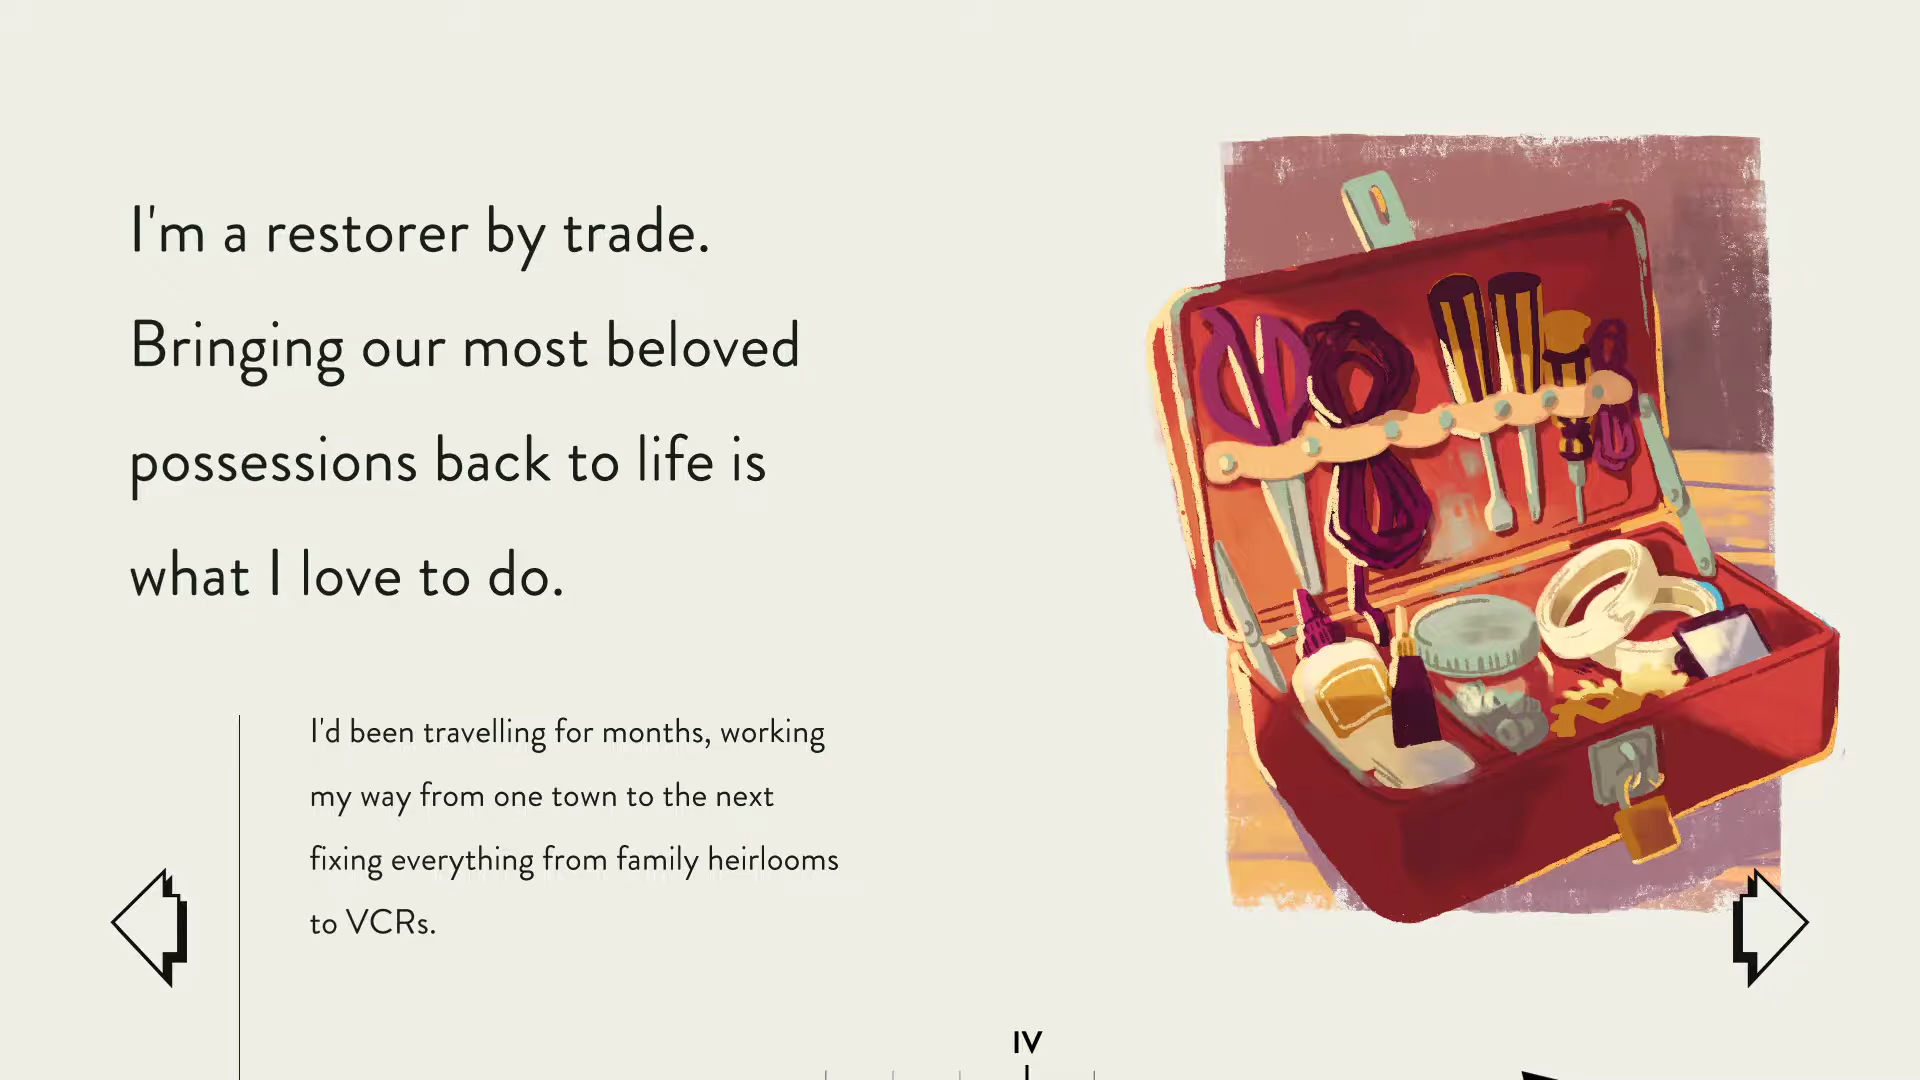 I'm a restorer by trade.
Bringing our most beloved
possessions back to life is
what I love to do.
I'd been travelling for months, working
my way from one town to the next
fixing everything from family heirlooms
to VCRs.
IV